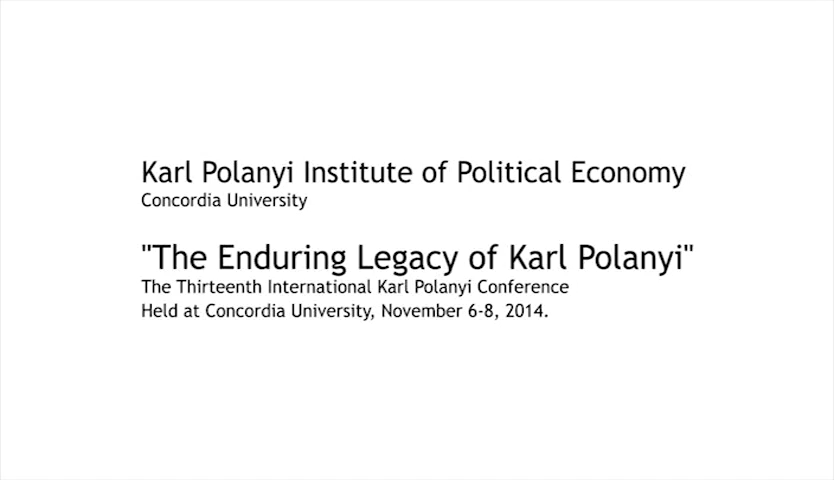 Karl Polanyi Institute of Political Economy
Concordia University
"The Enduring Legacy of Karl Polanyi"
The Thirteenth International Karl Polanyi Conference
Held at Concordia University, November 6-8, 2014.